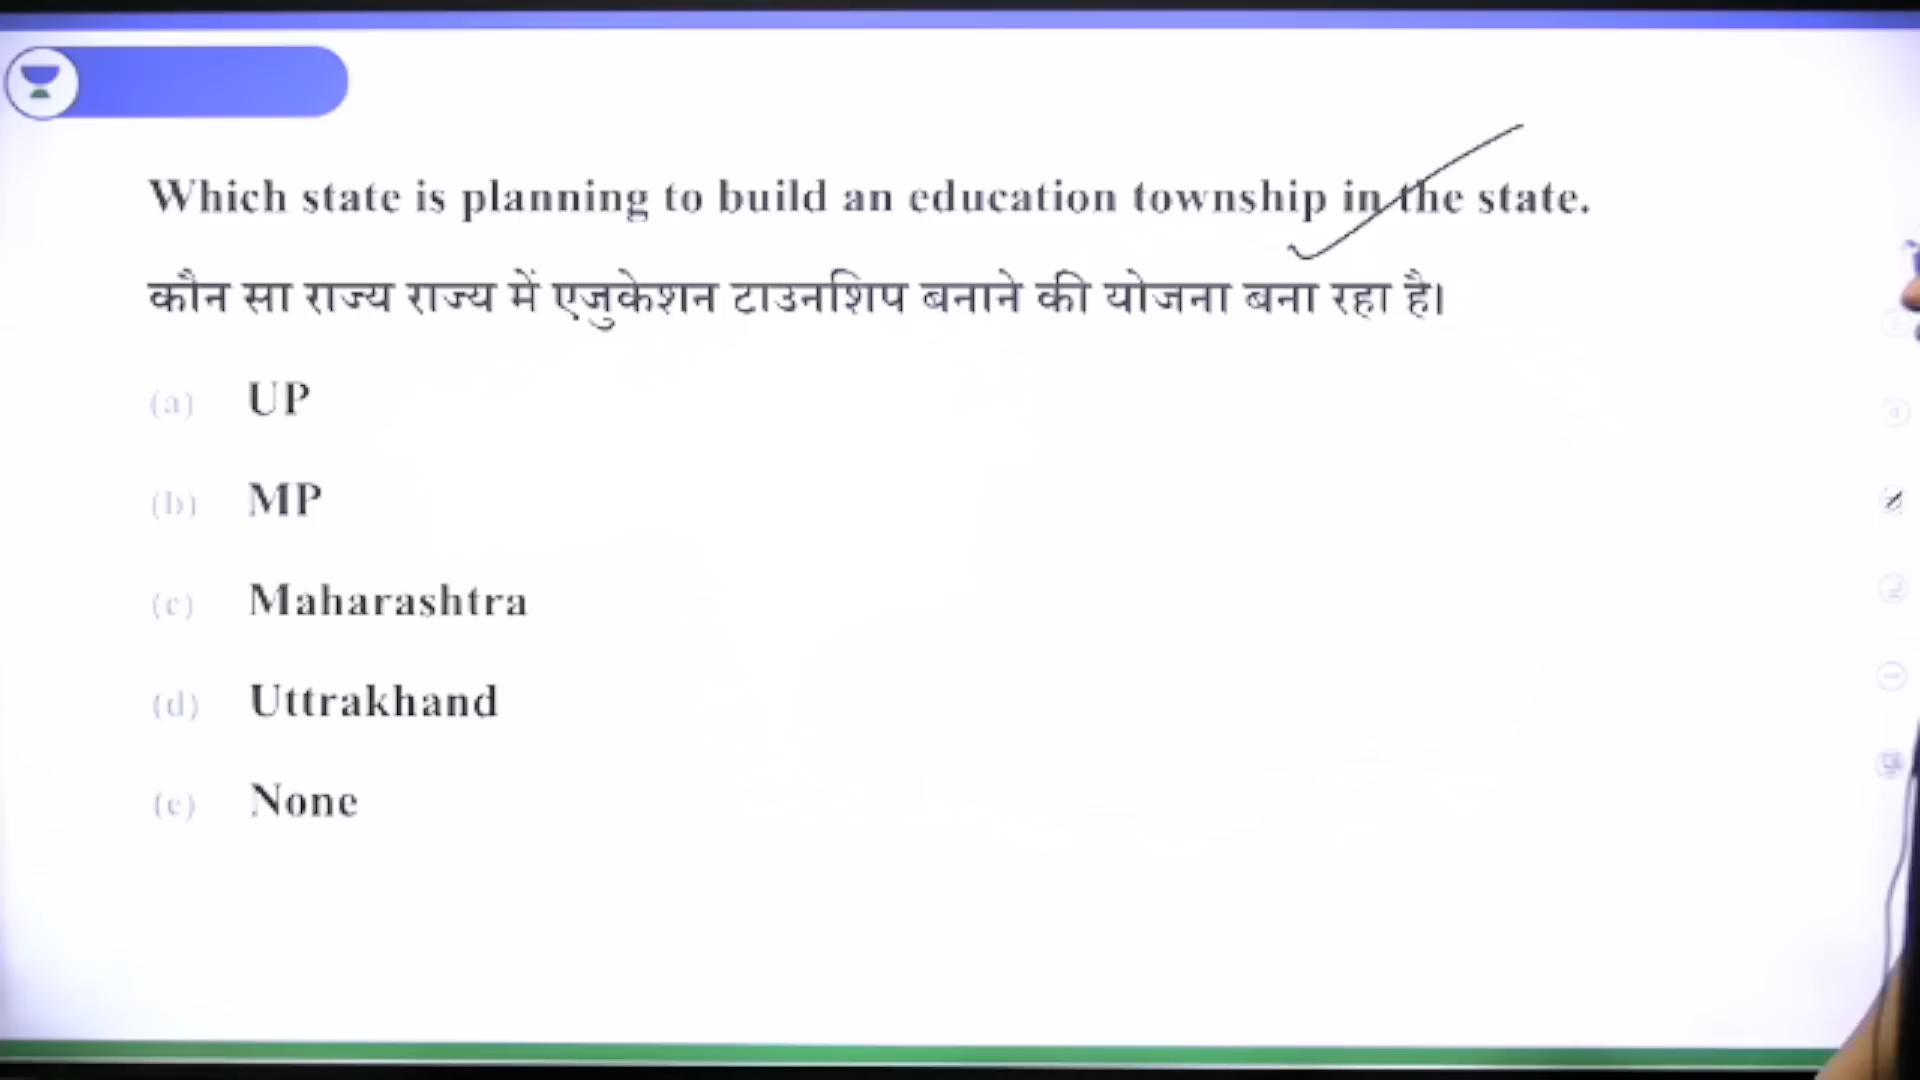 Which state is planning to build an education township in the state.
कौन सा राज्य राज्य में एजुकेशन टाउनशिप बनाने की योजना बना रहा है।
(a) UP
(b) MP
(c) Maharashtra
(d) Uttrakhand
(e) None